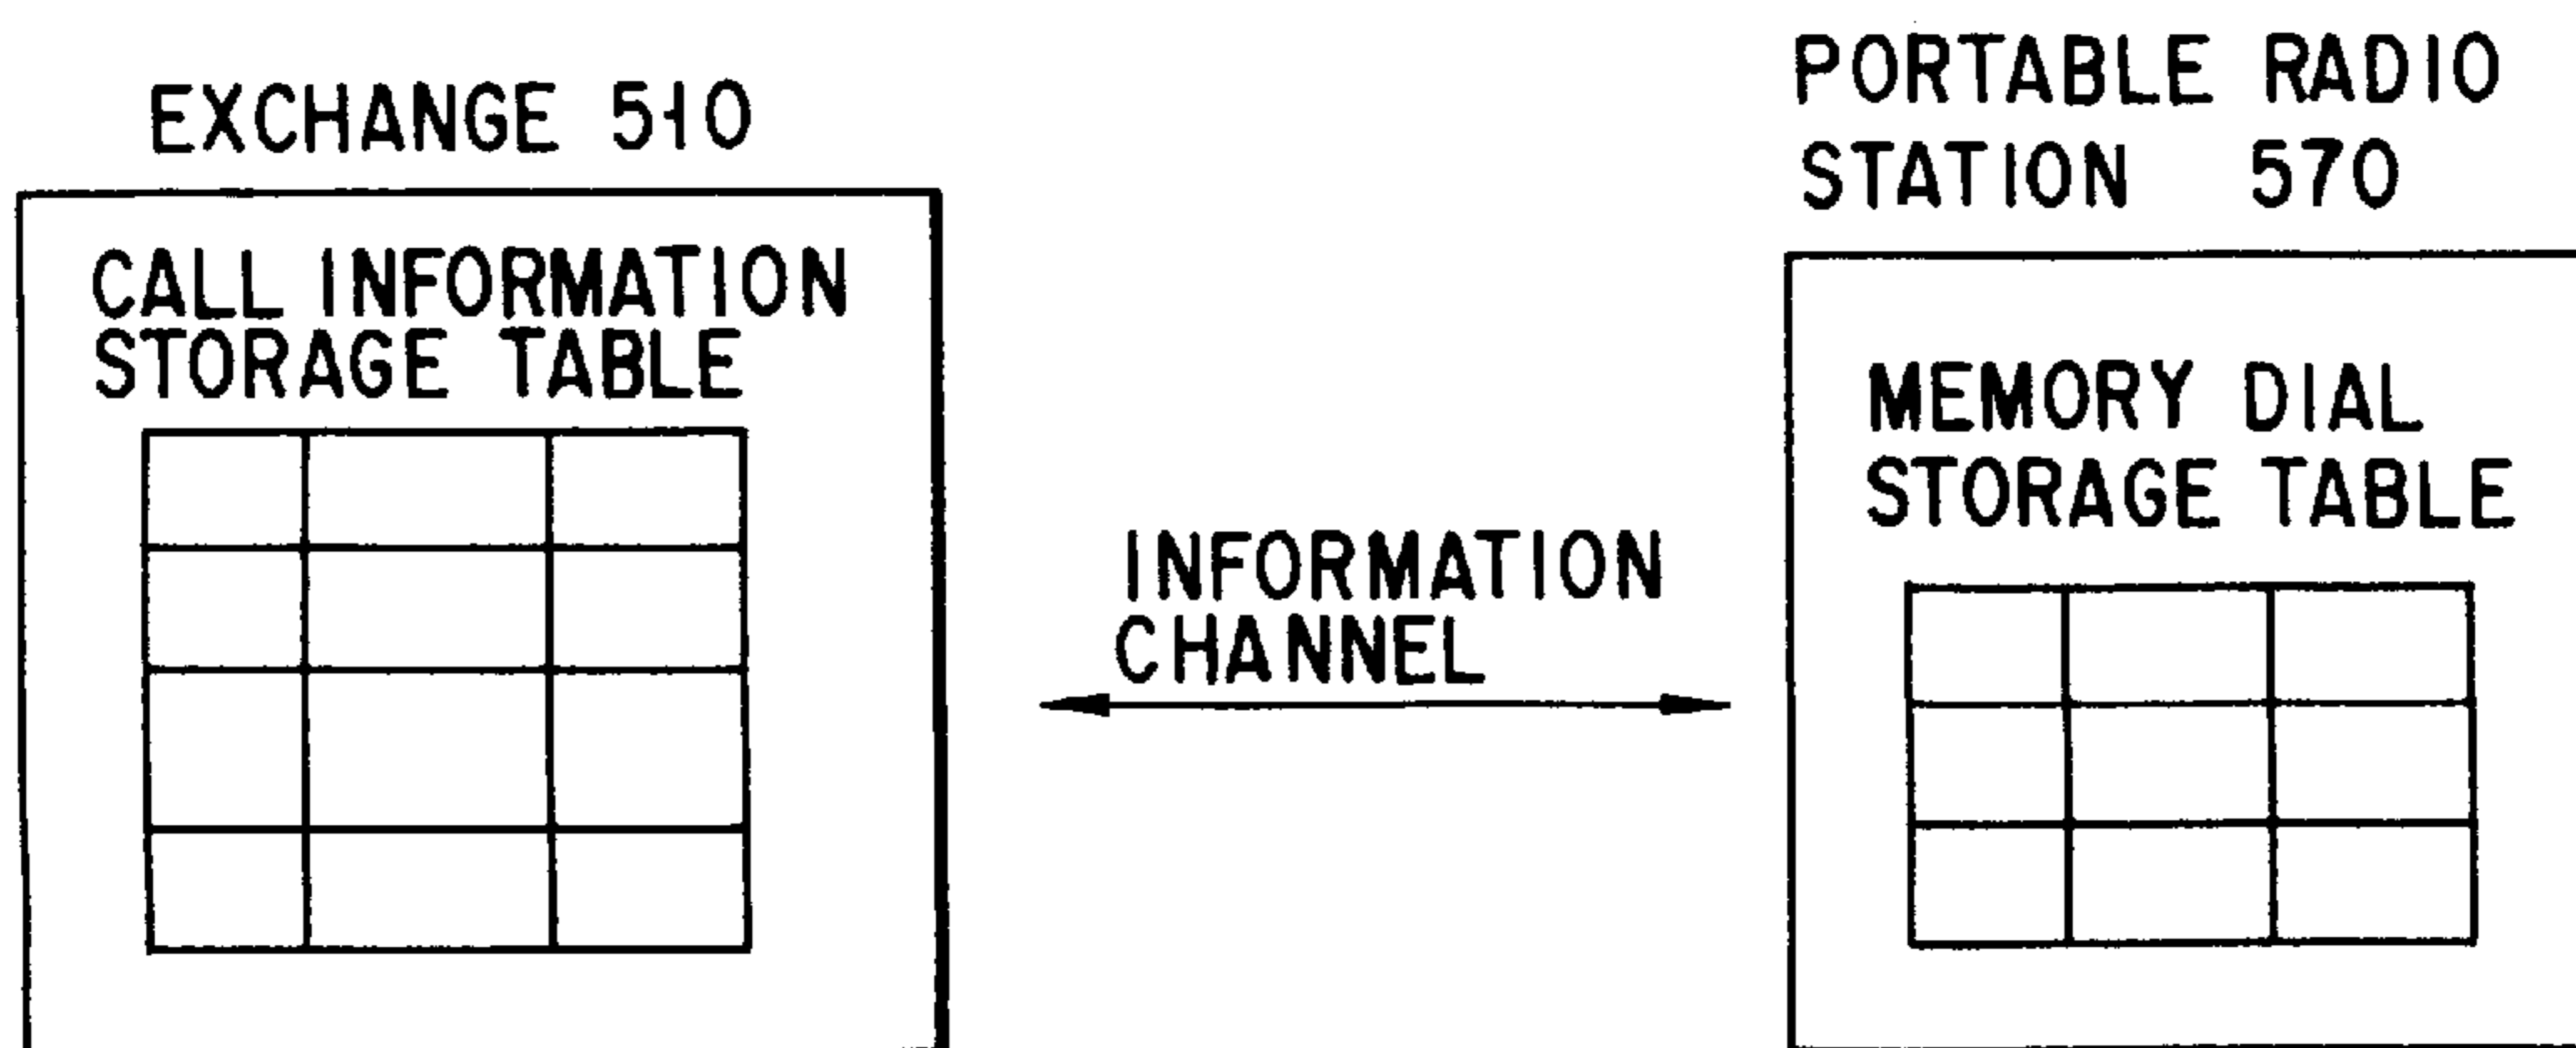 EXCHANGE 510
CALL INFORMATION
STORAGE TABLE
INFORMATION
CHANNEL
PORTABLE RADIO
STATION 570
MEMORY DIAL
STORAGE TABLE